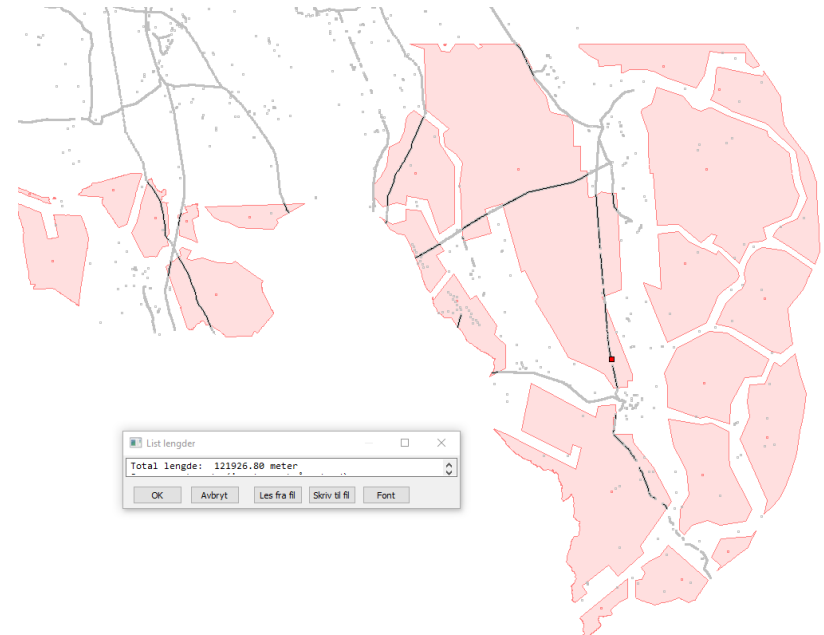 List lengder
Total lengde:  121926.80 meter
OK
Avbryt
Les fra fil
Skriv til fil
Font